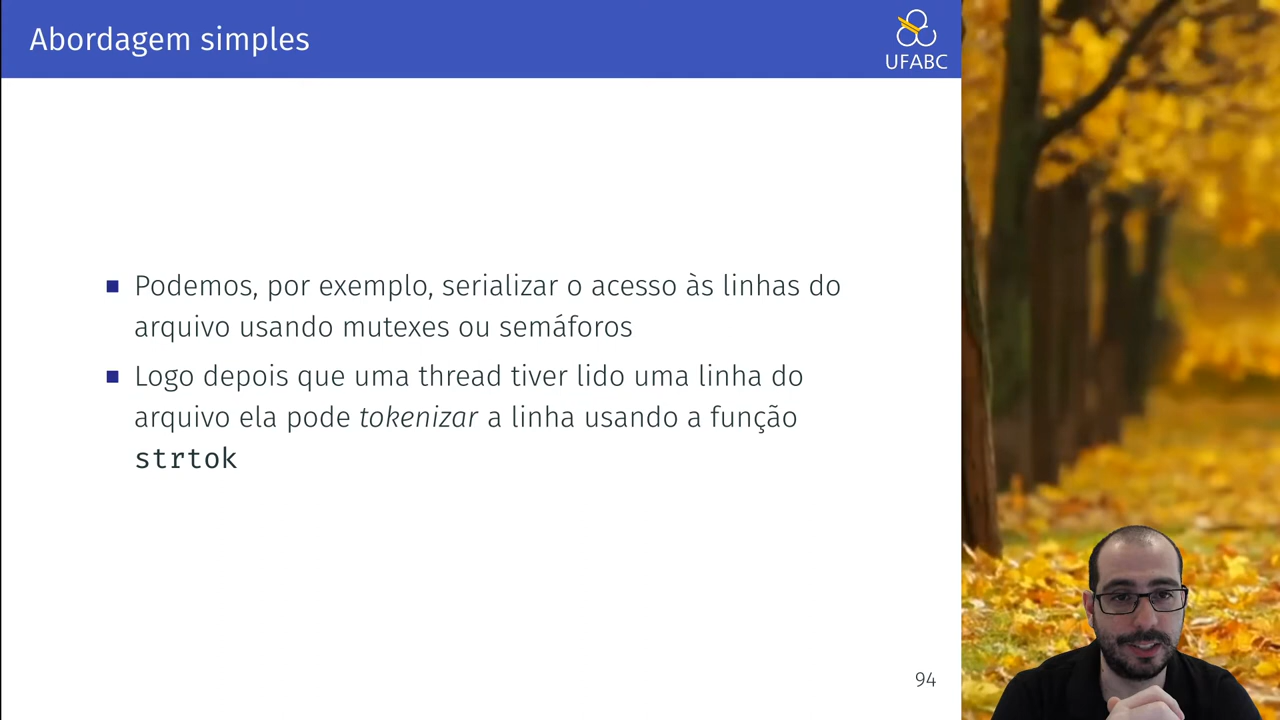 Abordagem simples
UFABC
Podemos, por exemplo, serializar o acesso às linhas do
arquivo usando mutexes ou semáforos
Logo depois que uma thread tiver lido uma linha do
arquivo ela pode tokenizar a linha usando a função
strtok
94